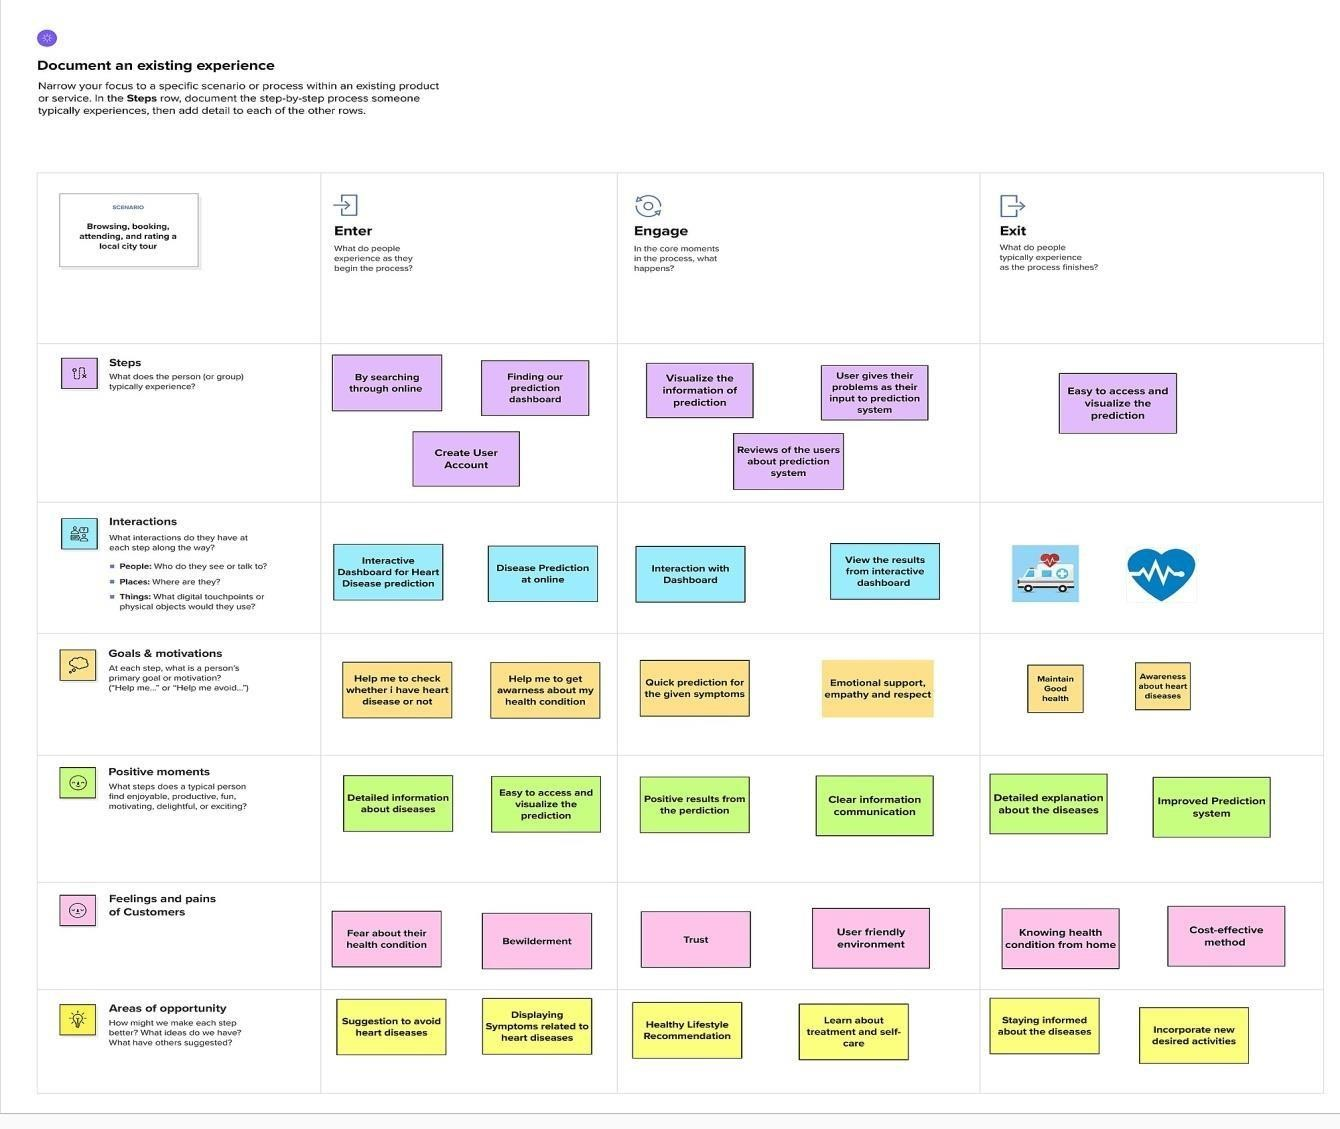 Document an existing experience
Narrow your focus to a specific scenario or process within an existing product
or service. In the Steps row, document the step-by-step process someone
typically experiences, then add detail to each of the other rows.
SCENARIO
Browsing, booking,
attending, and rating a
local city tour
Enter
What do people
experience as they
begin the process?
Engage
In the core moments
in the process, what
happens?
Exit
What do people
typically experience
as the process finishes?
Steps
What does the person (or group)
typically experience?
By searching
through online
Finding our
prediction
dashboard
Create User
Account
Visualize the
information of
prediction
User gives their
problems as their
input to prediction
system
Reviews of the users
about prediction
system
Easy to access and
visualize the
prediction
Interactions
What interactions do they have at
each step along the way?
People: Who do they see or talk to?
Places: Where are they?
Things: What digital touchpoints or
physical objects would they use?
Interactive
Dashboard for Heart
Disease prediction
Disease Prediction
at online
Interaction with
Dashboard
View the results
from interactive
dashboard
Goals & motivations
At each step, what is a person's
primary goal or motivation?
("Help me..." or "Help me avoid...")
Help me to check
whether i have heart
disease or not
Help me to get
awarness about my
health condition
Quick prediction for
the given symptoms
Emotional support,
empathy and respect
Maintain
Good
health
Awareness
about heart
diseases
Positive moments
What steps does a typical person
find enjoyable, productive, fun,
motivating, delightful, or exciting?
Detailed information
about diseases
Easy to access and
visualize the
prediction
Positive results from
the perdiction
Clear information
communication
Detailed explanation
about the diseases
Improved Prediction
system
Feelings and pains
of Customers
Fear about their
health condition
Bewilderment
Trust
User friendly
environment
Knowing health
condition from home
Cost-effective
method
Areas of opportunity
How might we make each step
better? What ideas do we have?
What have others suggested?
Suggestion to avoid
heart diseases
Displaying
Symptoms related to
heart diseases
Healthy Lifestyle
Recommendation
Learn about
treatment and self-
care
Staying informed
about the diseases
Incorporate new
desired activities